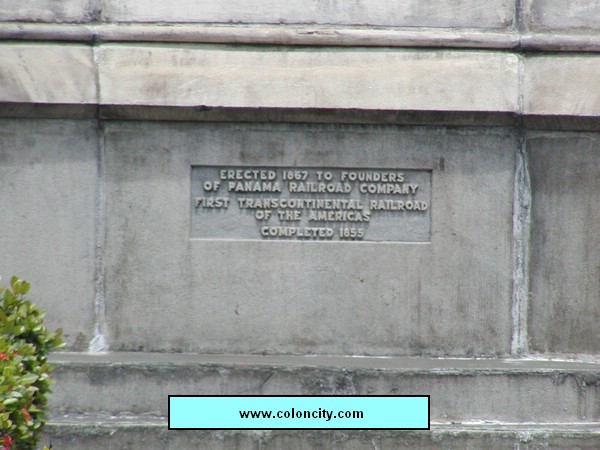 ERECTED 1867 TO FOUNDERS
OF PANAMA RAILROAD COMPANY
FIRST TRANSCONTINENTAL RAILROAD
OF THE AMERICAS
COMPLETED 1855
www.coloncity.com